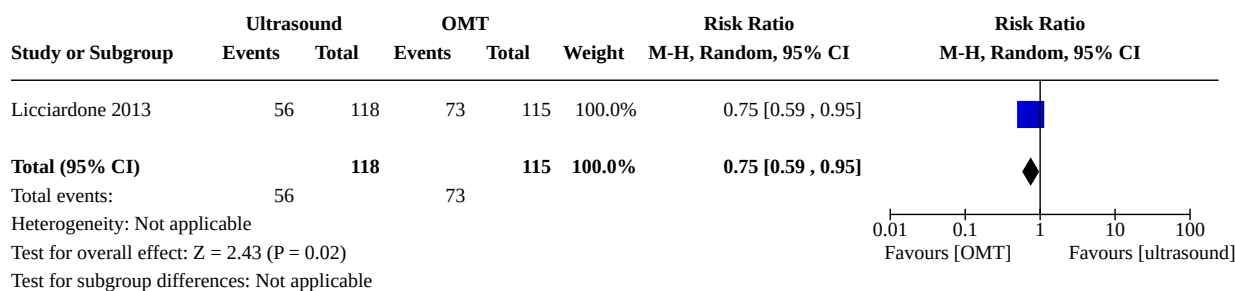 Ultrasound OMT Risk Ratio Risk Ratio
Study or Subgroup Events Total Events Total Weight M-H, Random, 95% CI M-H, Random, 95% CI
Licciardone 2013 56 118 73 115 100.0% 0.75 [0.59 , 0.95]
Total (95% CI) 118 115 100.0% 0.75 [0.59 , 0.95]
Total events: 56 73
Heterogeneity: Not applicable
0.01 0.1 1 10 100
Test for overall effect: Z = 2.43 (P = 0.02)
Favours [OMT] Favours [ultrasound]
Test for subgroup differences: Not applicable